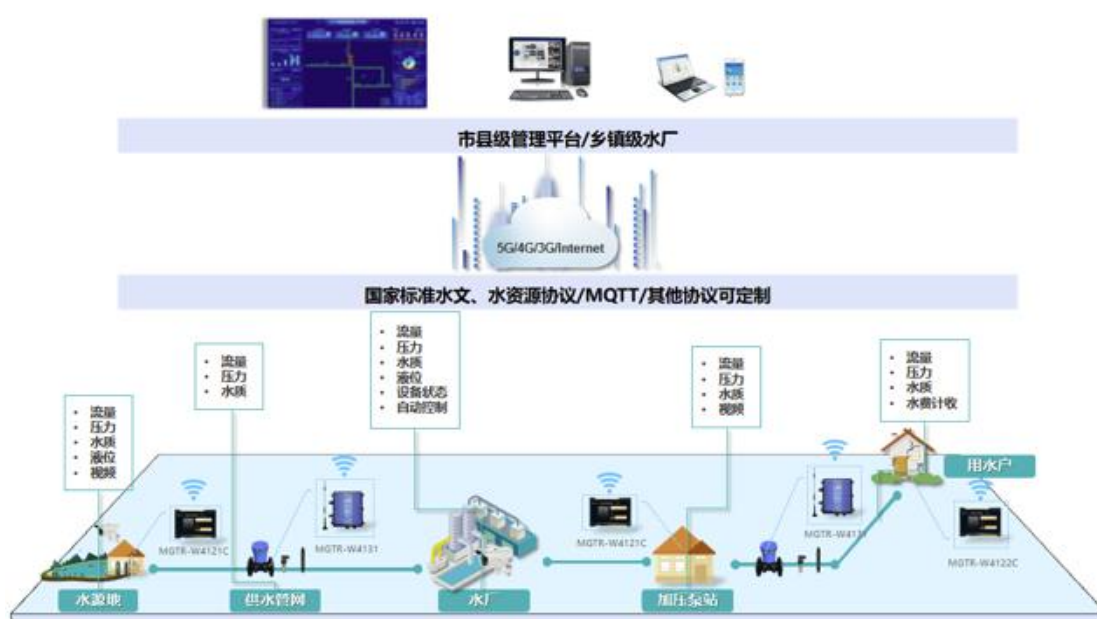 市县级管理平台/乡镇级水厂
5G/4G/3G/Internet
国家标准水文、水资源协议/MQTT/其他协议可定制
• 流量
• 压力
• 水质
• 液位
• 视频
• 流量
• 压力
• 水质
• 流量
• 压力
• 水质
• 液位
• 设备状态
• 自动控制
• 流量
• 压力
• 水质
• 视频
• 流量
• 压力
• 水质
• 水费计收
用水户
MGTR-W4121C
MGTR-W4131
MGTR-W4121C
MGTR-W4131
MGTR-W4122C
水源地
供水管网
水厂
加压泵站